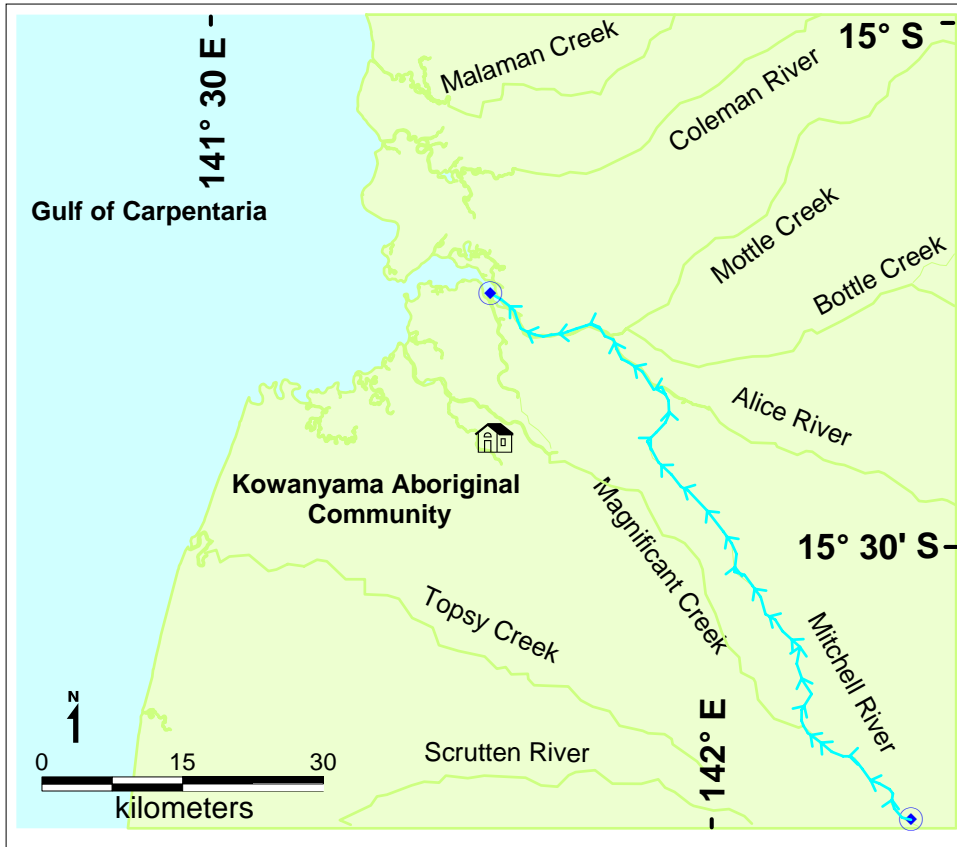 15° S
141° 30 E
Malaman Creek
Coleman River
Gulf of Carpentaria
Mottle Creek
Bottle Creek
Alice River
Kowanyama Aboriginal
Community
Magnificant Creek
15° 30' S
Topsy Creek
Mitchell River
N
142° E
Scrutten River
0 15 30
kilometers